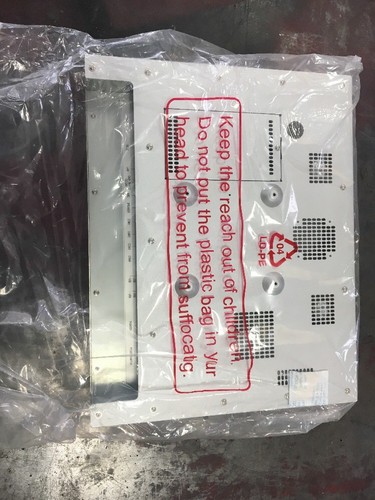 Keep the reach out of children
Do not put the plastic bag in yur
head to prevent from suffocatig.
04
LD-PE